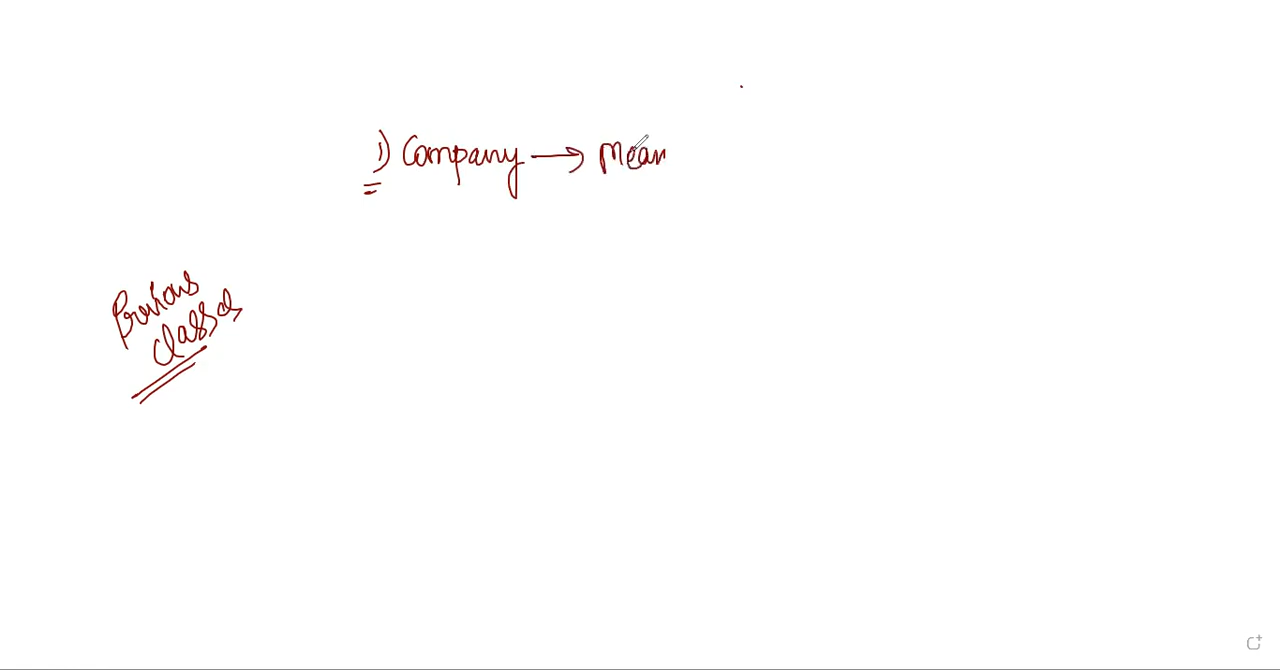 1) Company → Mean
Previous
classes